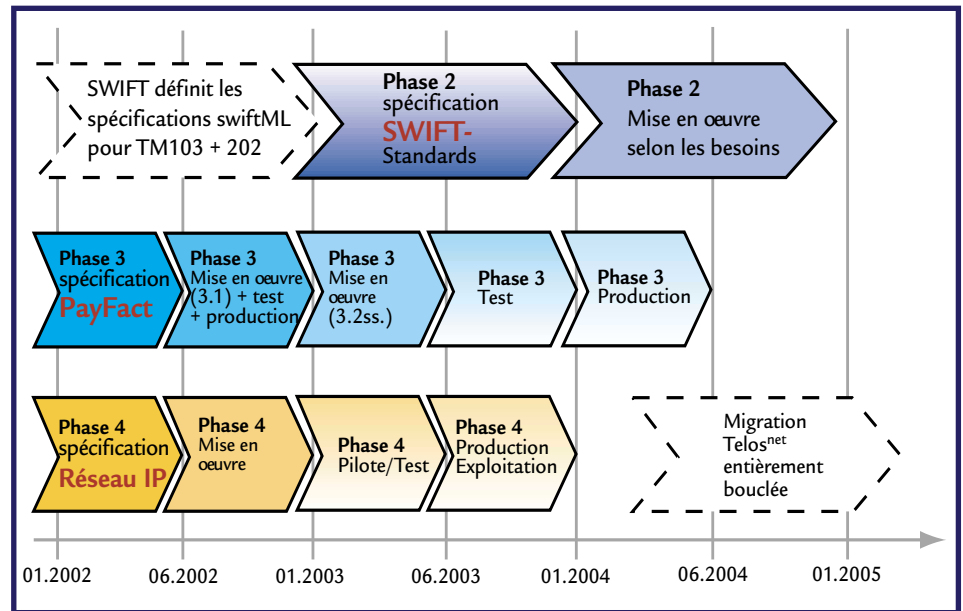 SWIFT définit les
spécifications swiftML
pour TM103 + 202
Phase 2
spécification
SWIFT-
Standards
Phase 2
Mise en œuvre
selon les besoins
Phase 3
spécification
PayFact
Phase 3
Mise en œuvre
(3.1) + test
+ production
Phase 3
Mise en
œuvre
(3.2ss.)
Phase 3
Test
Phase 3
Production
Phase 4
spécification
Réseau IP
Phase 4
Mise en
œuvre
Phase 4
Pilote/Test
Phase 4
Production
Exploitation
Migration
Telosnet
entièrement
bouclée
01.2002
06.2002
01.2003
06.2003
01.2004
06.2004
01.2005